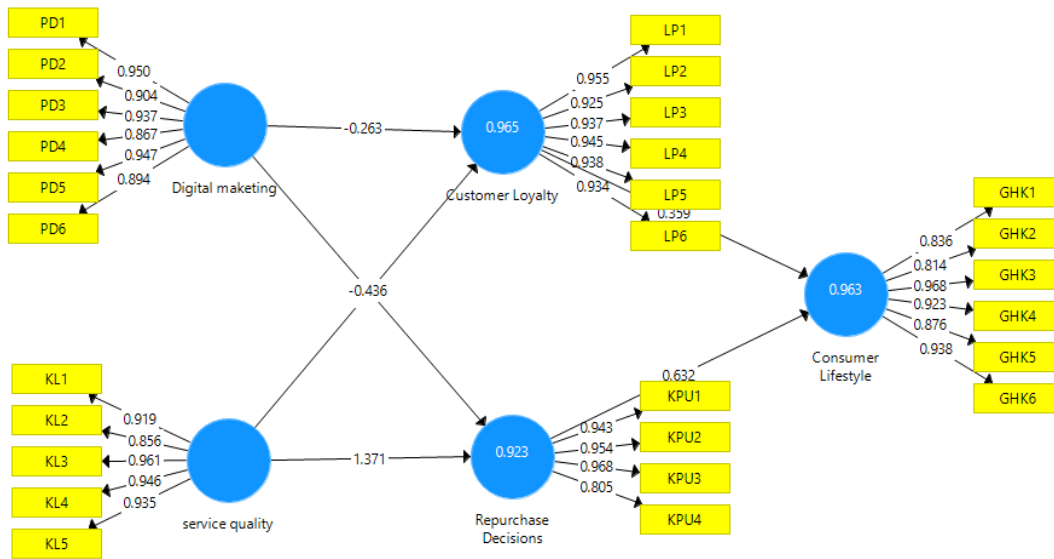 PD1
PD2
PD3
PD4
PD5
PD6
0.950
0.904
0.937
0.867
0.947
0.894
Digital maketing
-0.263
0.965
Customer Loyalty
LP1
LP2
LP3
LP4
LP5
LP6
0.955
0.925
0.937
0.945
0.938
0.934
0.359
-0.436
0.963
Consumer
Lifestyle
GHK1
GHK2
GHK3
GHK4
GHK5
GHK6
0.836
0.814
0.968
0.923
0.876
0.938
KL1
KL2
KL3
KL4
KL5
0.919
0.856
0.961
0.946
0.935
service quality
1.371
0.923
Repurchase
Decisions
0.632
KPU1
KPU2
KPU3
KPU4
0.943
0.954
0.968
0.805